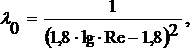 λ₀ = 1 / (1,8 · lg · Re − 1,8)² ,